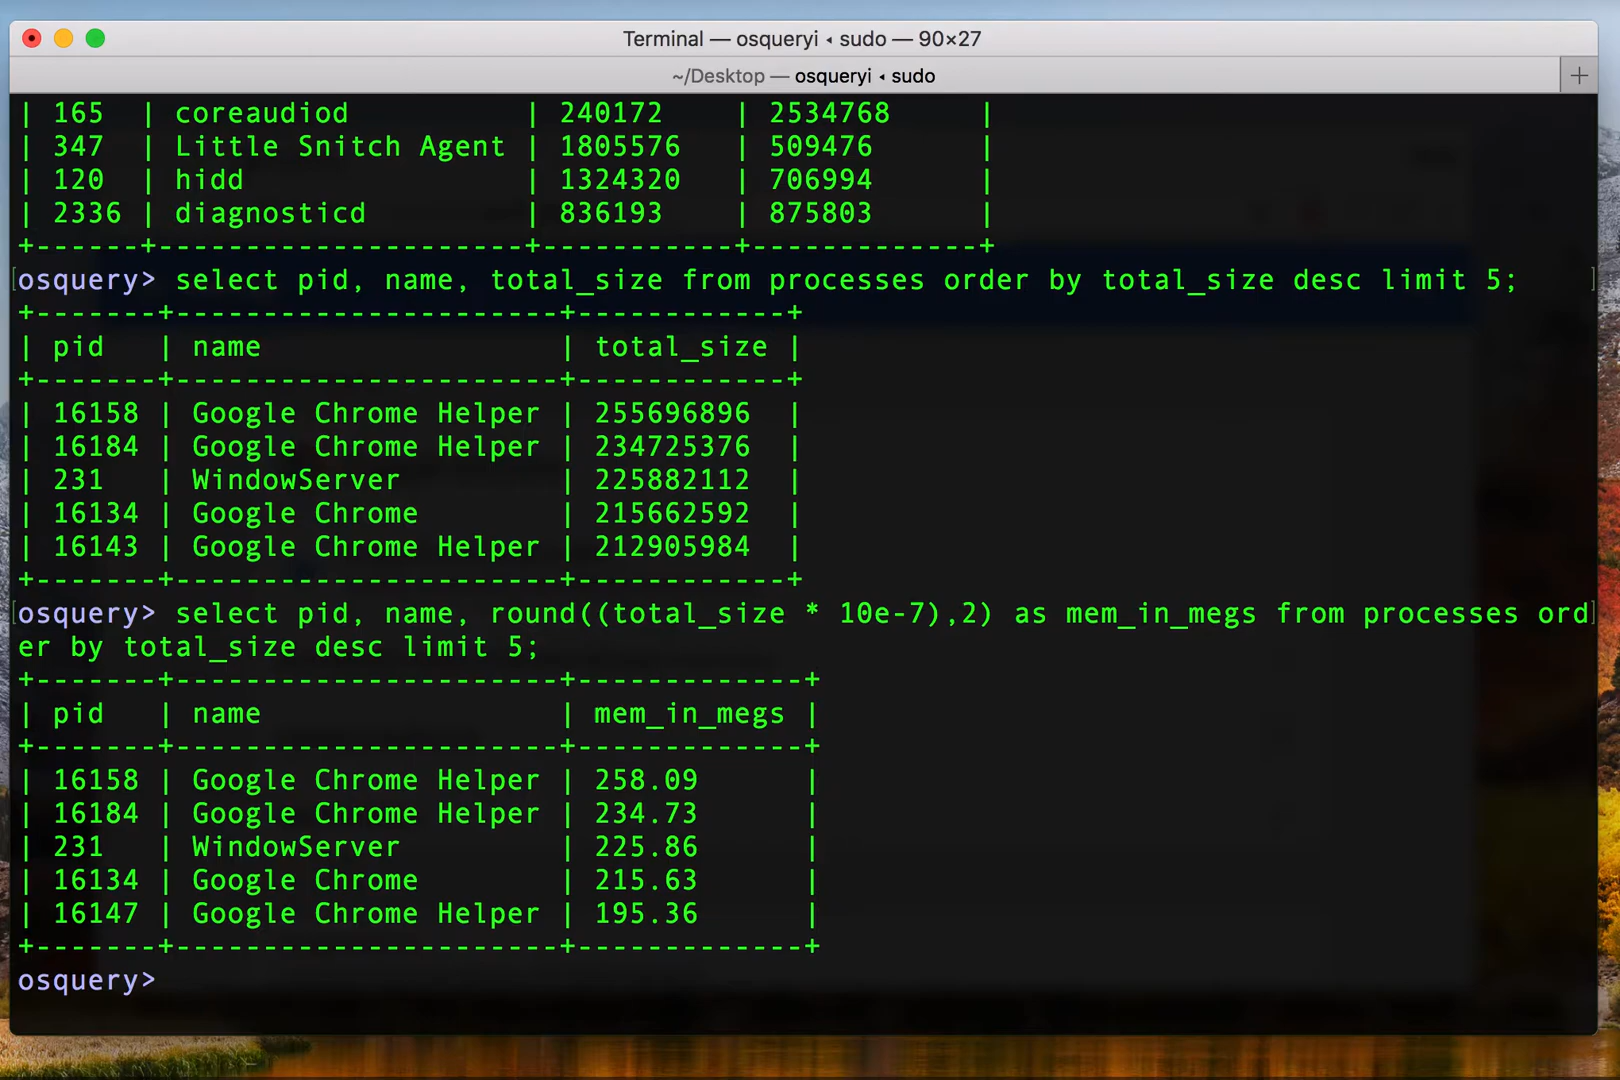 Terminal — osqueryi ◂ sudo — 90×27
~/Desktop — osqueryi ◂ sudo
+
| 165  | coreaudiod          | 240172    | 2534768     |
| 347  | Little Snitch Agent | 1805576   | 509476      |
| 120  | hidd                | 1324320   | 706994      |
| 2336 | diagnosticd         | 836193    | 875803      |
+------+---------------------+-----------+-------------+
[osquery> select pid, name, total_size from processes order by total_size desc limit 5;    ]
+-------+----------------------+------------+
| pid   | name                 | total_size |
+-------+----------------------+------------+
| 16158 | Google Chrome Helper | 255696896  |
| 16184 | Google Chrome Helper | 234725376  |
| 231   | WindowServer         | 225882112  |
| 16134 | Google Chrome        | 215662592  |
| 16143 | Google Chrome Helper | 212905984  |
+-------+----------------------+------------+
[osquery> select pid, name, round((total_size * 10e-7),2) as mem_in_megs from processes ord]
er by total_size desc limit 5;
+-------+----------------------+-------------+
| pid   | name                 | mem_in_megs |
+-------+----------------------+-------------+
| 16158 | Google Chrome Helper | 258.09      |
| 16184 | Google Chrome Helper | 234.73      |
| 231   | WindowServer         | 225.86      |
| 16134 | Google Chrome        | 215.63      |
| 16147 | Google Chrome Helper | 195.36      |
+-------+----------------------+-------------+
osquery>